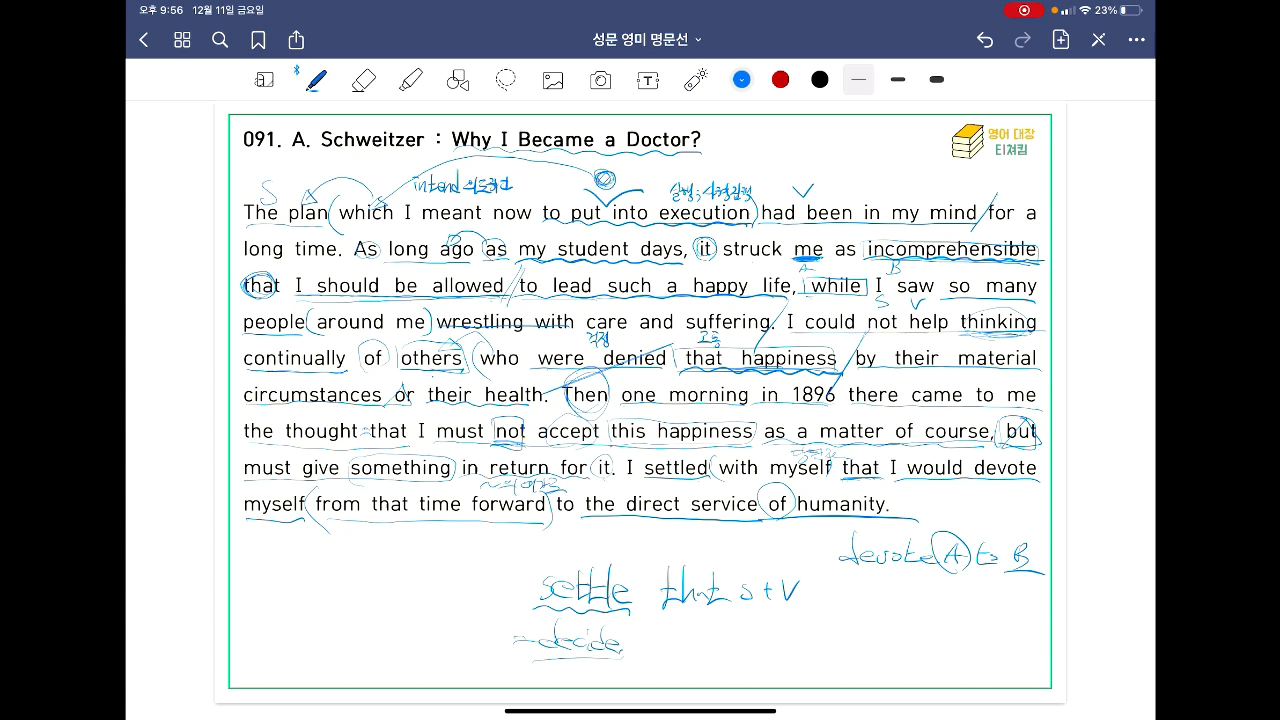 오후 9:56 12월 11일 금요일
23%
성문 영미 명문선
091. A. Schweitzer : Why I Became a Doctor?
영어 대장
티쳐킴
S
intend 의도하다
실행; 사형집행
The plan which I meant now to put into execution had been in my mind for a
long time. As long ago as my student days, it struck me as incomprehensible
A B
that I should be allowed to lead such a happy life, while I saw so many
S V
people around me wrestling with care and suffering. I could not help thinking
걱정 고통
continually of others who were denied that happiness by their material
circumstances or their health. Then one morning in 1896 there came to me
the thought that I must not accept this happiness as a matter of course, but
must give something in return for it. I settled with myself that I would devote
myself from that time forward to the direct service of humanity.
devote A to B
settle that S + V
decide